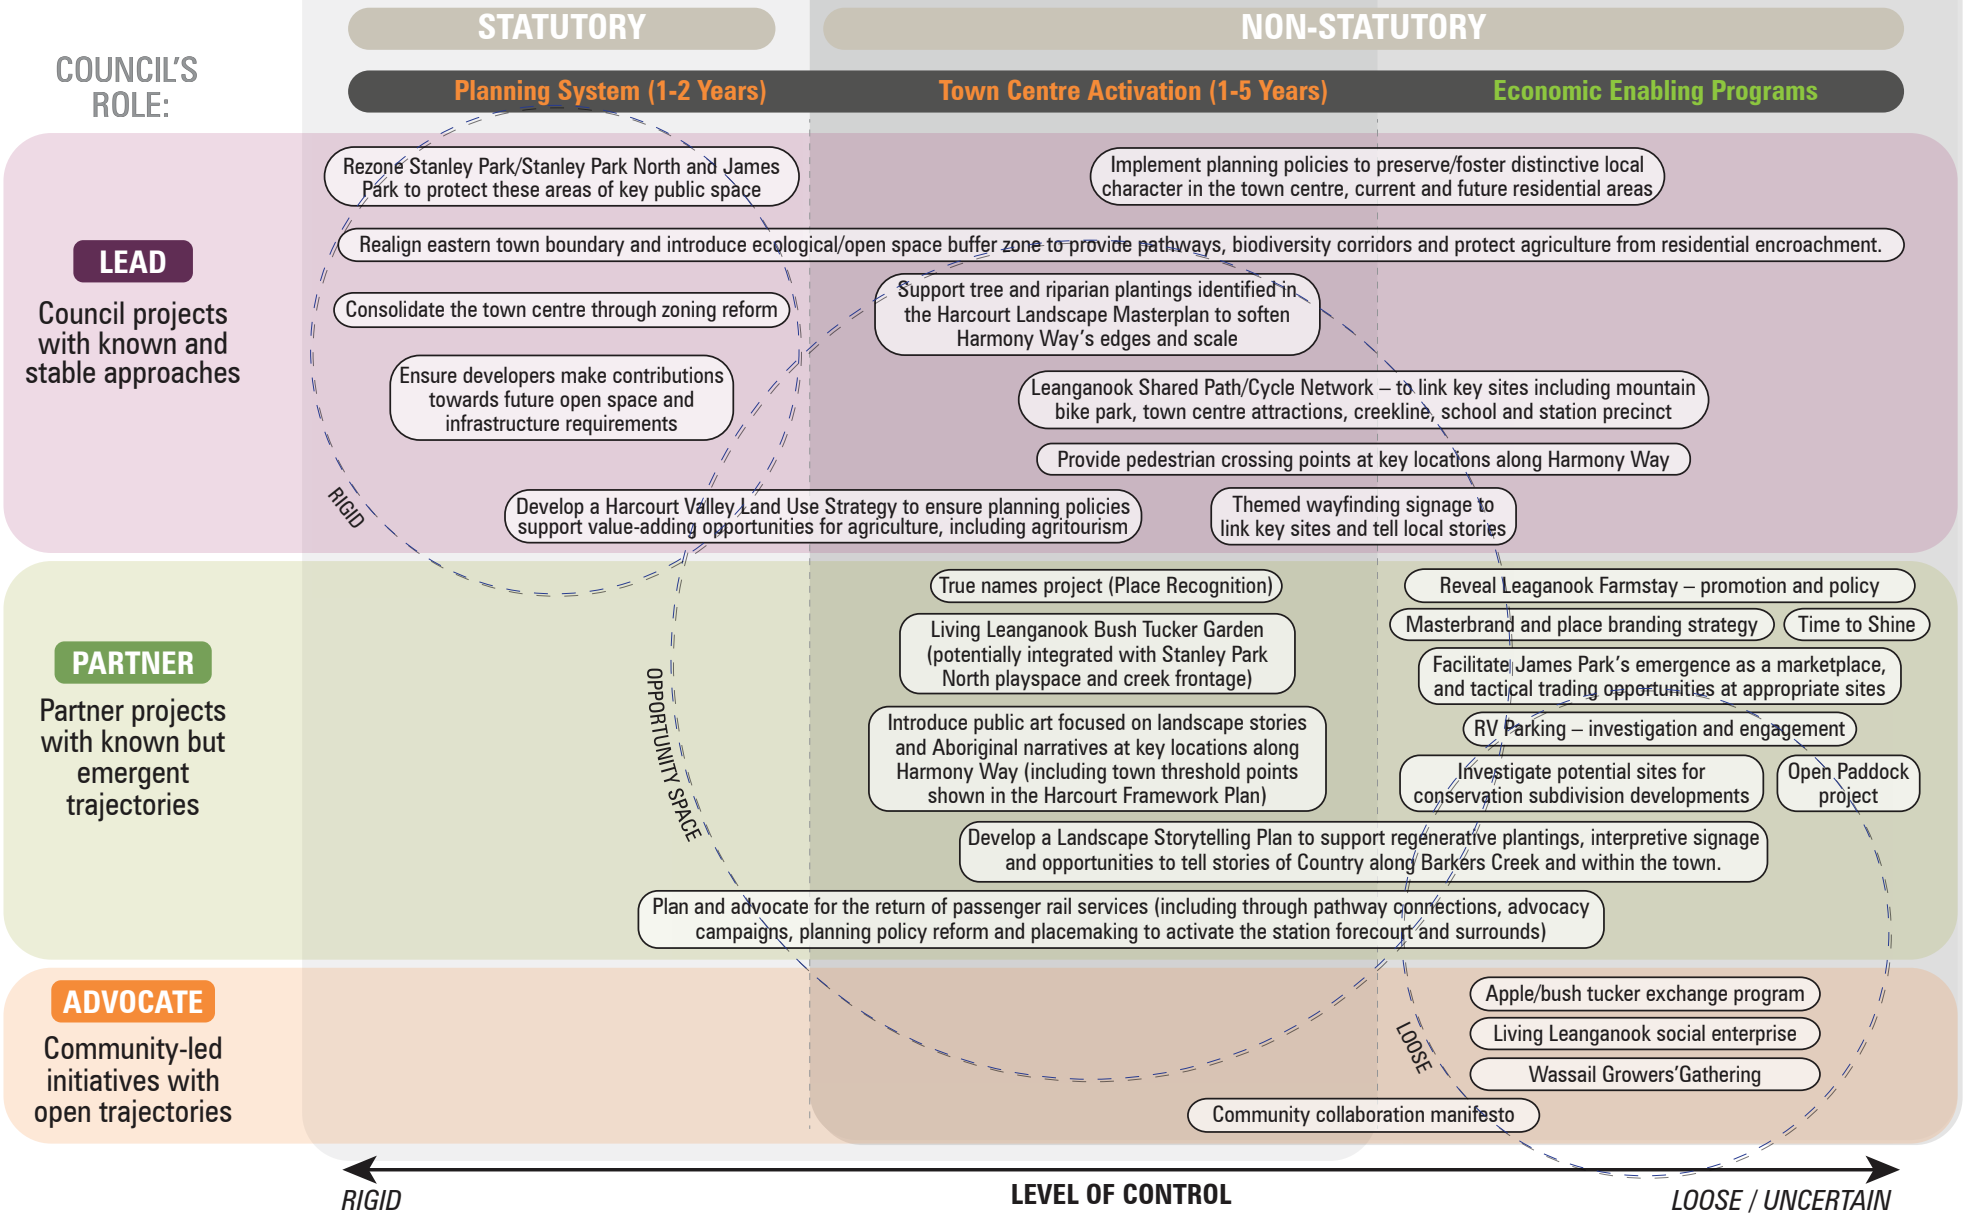 STATUTORY
NON-STATUTORY
COUNCIL'S
ROLE:
Planning System (1-2 Years)
Town Centre Activation (1-5 Years)
Economic Enabling Programs
LEAD
Council projects
with known and
stable approaches
Rezone Stanley Park/Stanley Park North and James
Park to protect these areas of key public space
Implement planning policies to preserve/foster distinctive local
character in the town centre, current and future residential areas
Realign eastern town boundary and introduce ecological/open space buffer zone to provide pathways, biodiversity corridors and protect agriculture from residential encroachment.
Consolidate the town centre through zoning reform
Support tree and riparian plantings identified in
the Harcourt Landscape Masterplan to soften
Harmony Way's edges and scale
Ensure developers make contributions
towards future open space and
infrastructure requirements
Leanganook Shared Path/Cycle Network – to link key sites including mountain
bike park, town centre attractions, creekline, school and station precinct
Provide pedestrian crossing points at key locations along Harmony Way
RIGID
Develop a Harcourt Valley Land Use Strategy to ensure planning policies
support value-adding opportunities for agriculture, including agritourism
Themed wayfinding signage to
link key sites and tell local stories
PARTNER
Partner projects
with known but
emergent
trajectories
True names project (Place Recognition)
Reveal Leaganook Farmstay – promotion and policy
Living Leanganook Bush Tucker Garden
(potentially integrated with Stanley Park
North playspace and creek frontage)
Masterbrand and place branding strategy
Time to Shine
Facilitate James Park's emergence as a marketplace,
and tactical trading opportunities at appropriate sites
OPPORTUNITY SPACE
Introduce public art focused on landscape stories
and Aboriginal narratives at key locations along
Harmony Way (including town threshold points
shown in the Harcourt Framework Plan)
RV Parking – investigation and engagement
Investigate potential sites for
conservation subdivision developments
Open Paddock
project
Develop a Landscape Storytelling Plan to support regenerative plantings, interpretive signage
and opportunities to tell stories of Country along Barkers Creek and within the town.
Plan and advocate for the return of passenger rail services (including through pathway connections, advocacy
campaigns, planning policy reform and placemaking to activate the station forecourt and surrounds)
ADVOCATE
Community-led
initiatives with
open trajectories
Apple/bush tucker exchange program
LOOSE
Living Leanganook social enterprise
Wassail Growers'Gathering
Community collaboration manifesto
RIGID
LEVEL OF CONTROL
LOOSE / UNCERTAIN